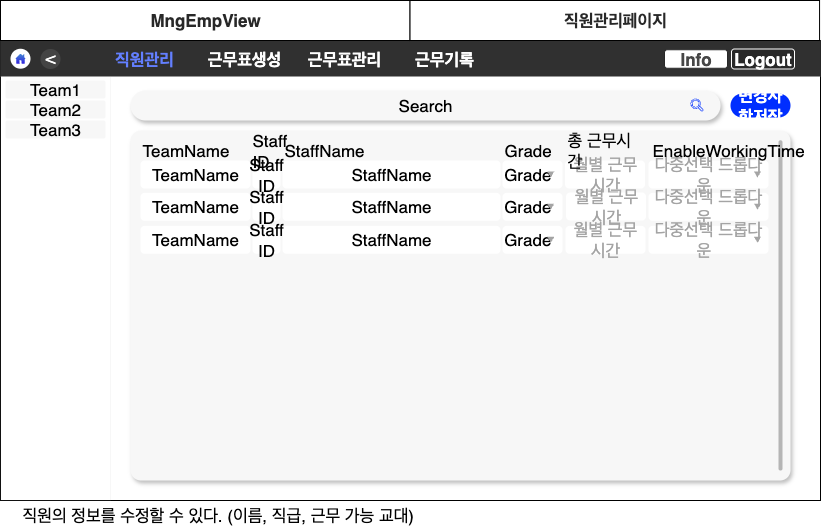 MngEmpView 직원관리페이지
< 직원관리 근무표생성 근무표관리 근무기록 Info Logout
Team1
Team2
Team3
Search
변경사
항저장
TeamName Staff ID StaffName Grade 총 근무시간 EnableWorkingTime
TeamName Staff ID StaffName Grade 월별 근무시간 다중선택 드롭다운
TeamName Staff ID StaffName Grade 월별 근무시간 다중선택 드롭다운
TeamName Staff ID StaffName Grade 월별 근무시간 다중선택 드롭다운
직원의 정보를 수정할 수 있다. (이름, 직급, 근무 가능 교대)